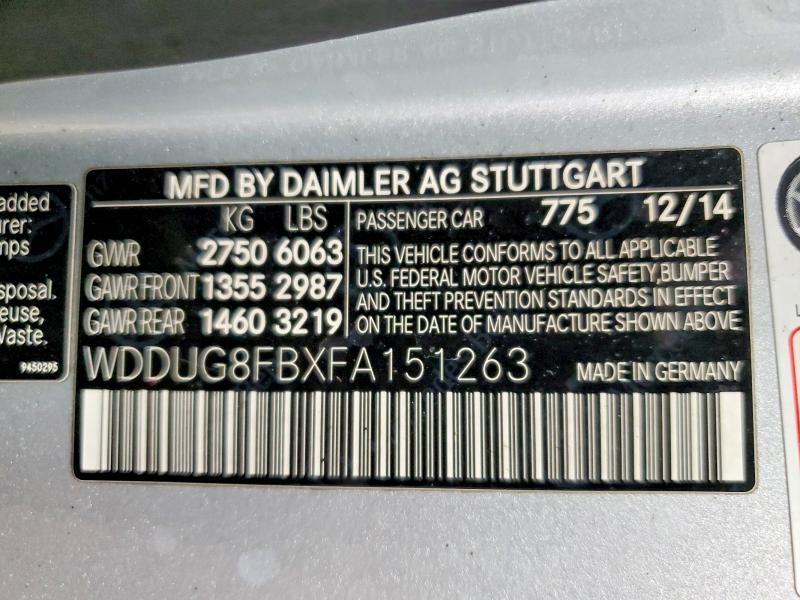 MFD BY DAIMLER AG STUTTGART
KG LBS
GVWR 2750 6063
GAWR FRONT 1355 2987
GAWR REAR 1460 3219
PASSENGER CAR 775 12/14
THIS VEHICLE CONFORMS TO ALL APPLICABLE
U.S. FEDERAL MOTOR VEHICLE SAFETY, BUMPER
AND THEFT PREVENTION STANDARDS IN EFFECT
ON THE DATE OF MANUFACTURE SHOWN ABOVE
WDDUG8FBXFA151263
MADE IN GERMANY
added
urer:
mps
sposal.
euse,
Waste.
9450295